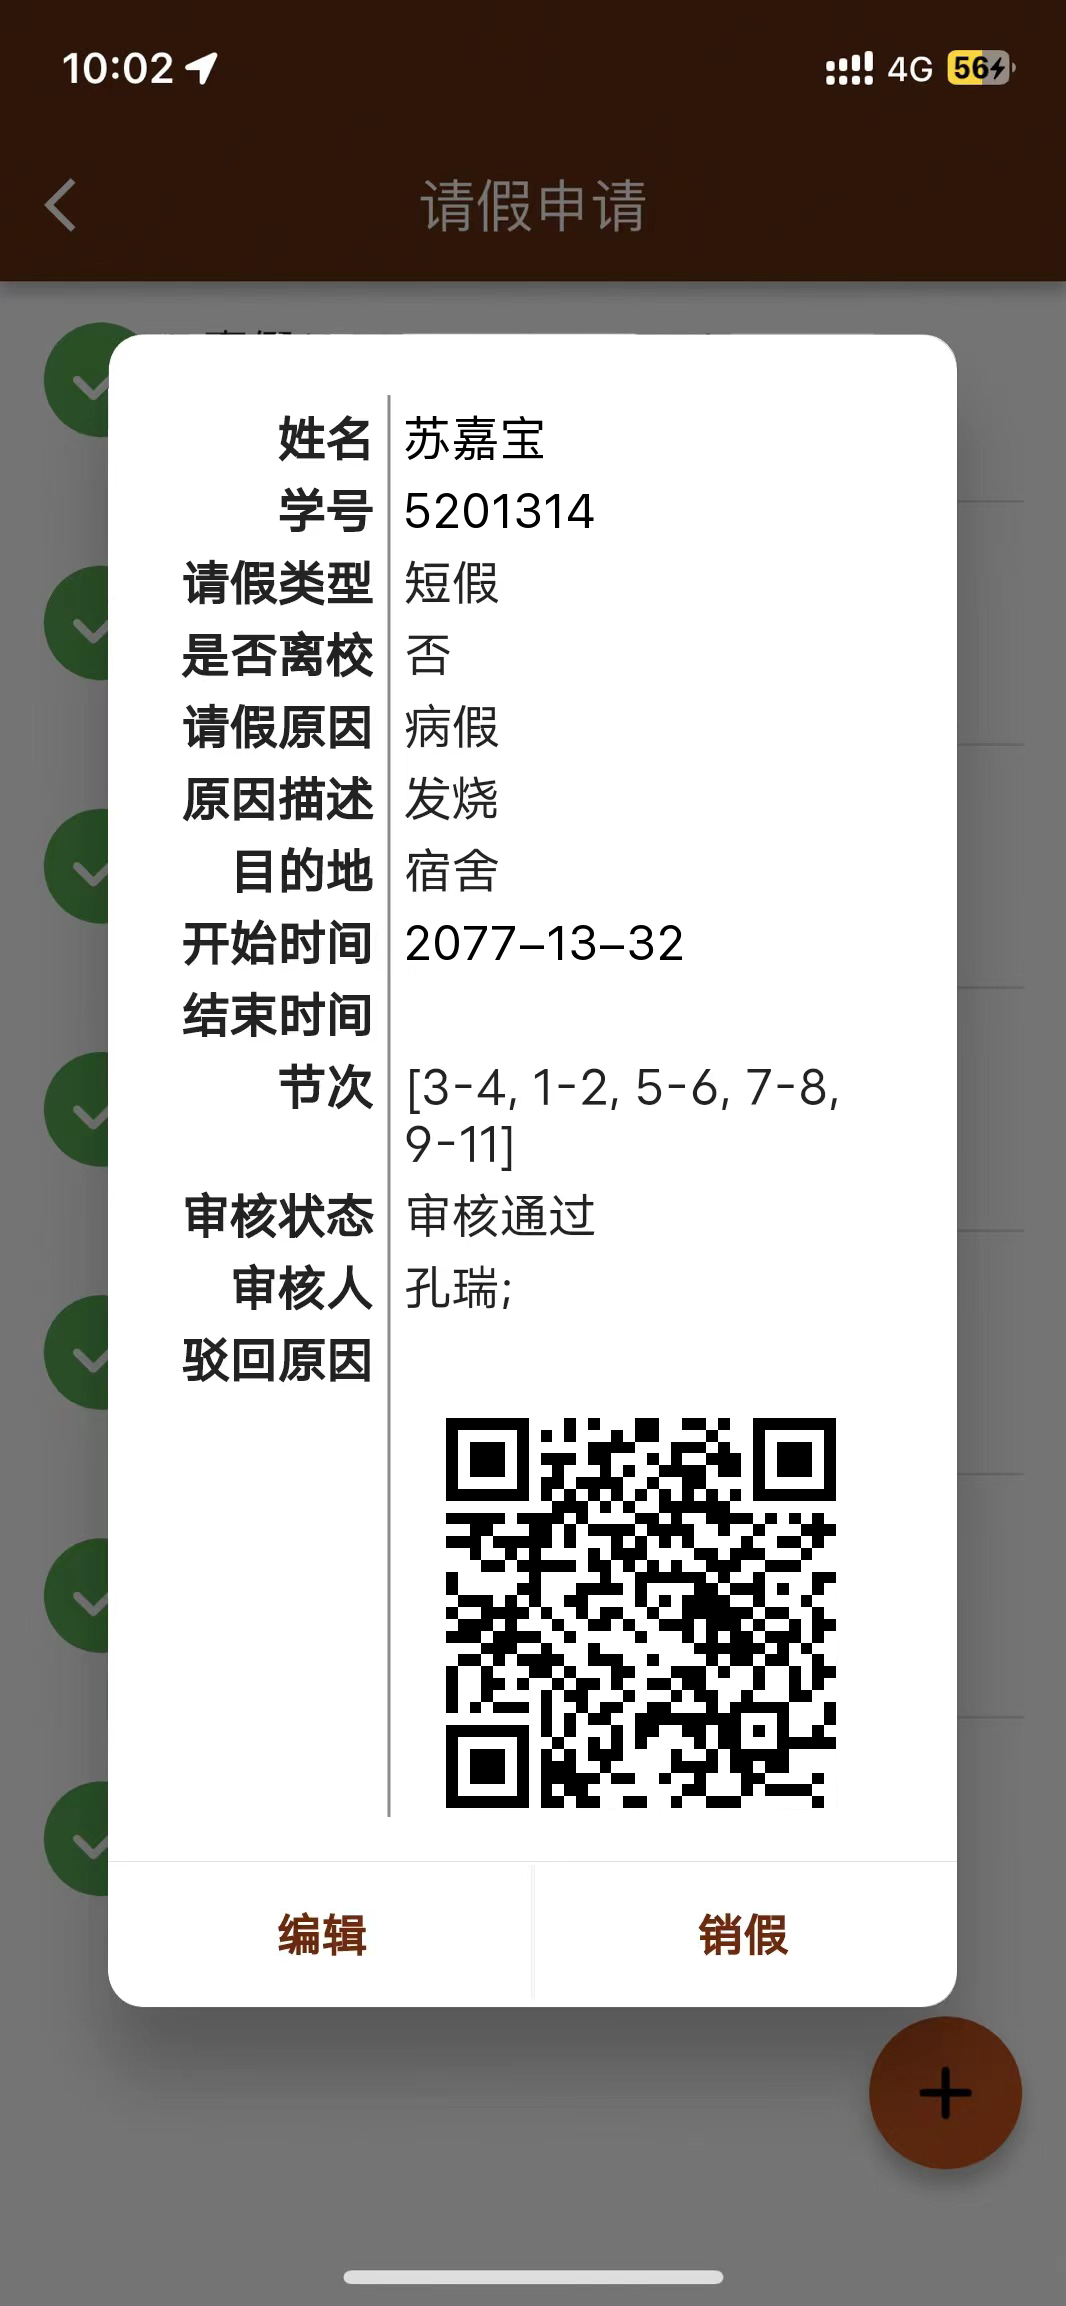 10:02
4G 56
请假申请
姓名 苏嘉宝
学号 5201314
请假类型 短假
是否离校 否
请假原因 病假
原因描述 发烧
目的地 宿舍
开始时间 2077-13-32
结束时间
节次 [3-4, 1-2, 5-6, 7-8,
9-11]
审核状态 审核通过
审核人 孔瑞;
驳回原因
编辑 销假